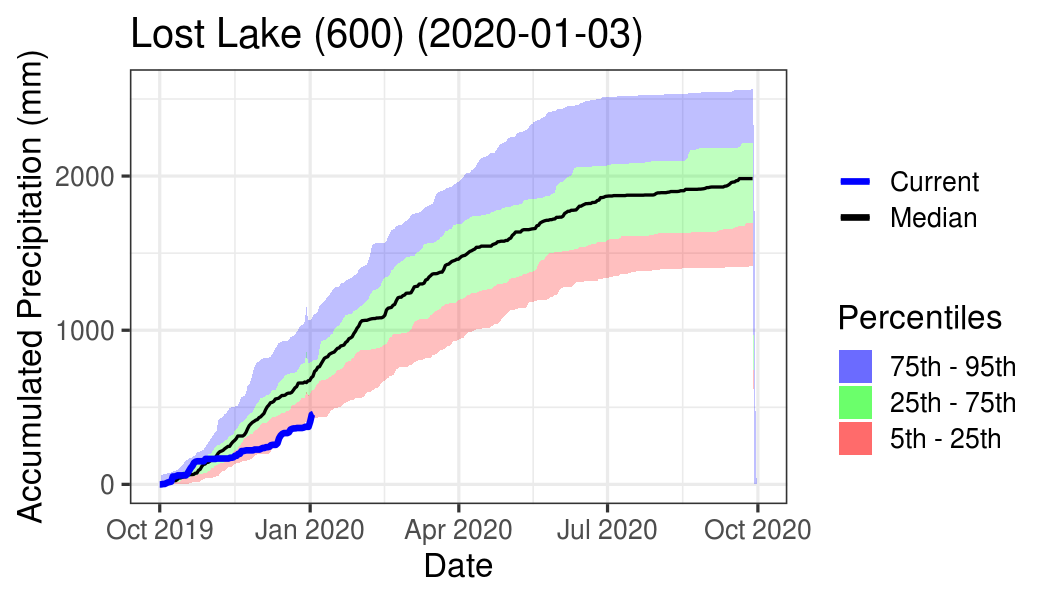 Lost Lake (600) (2020-01-03)
Accumulated Precipitation (mm)
2000
1000
0
Oct 2019
Jan 2020
Apr 2020
Jul 2020
Oct 2020
Date
Current
Median
Percentiles
75th - 95th
25th - 75th
5th - 25th